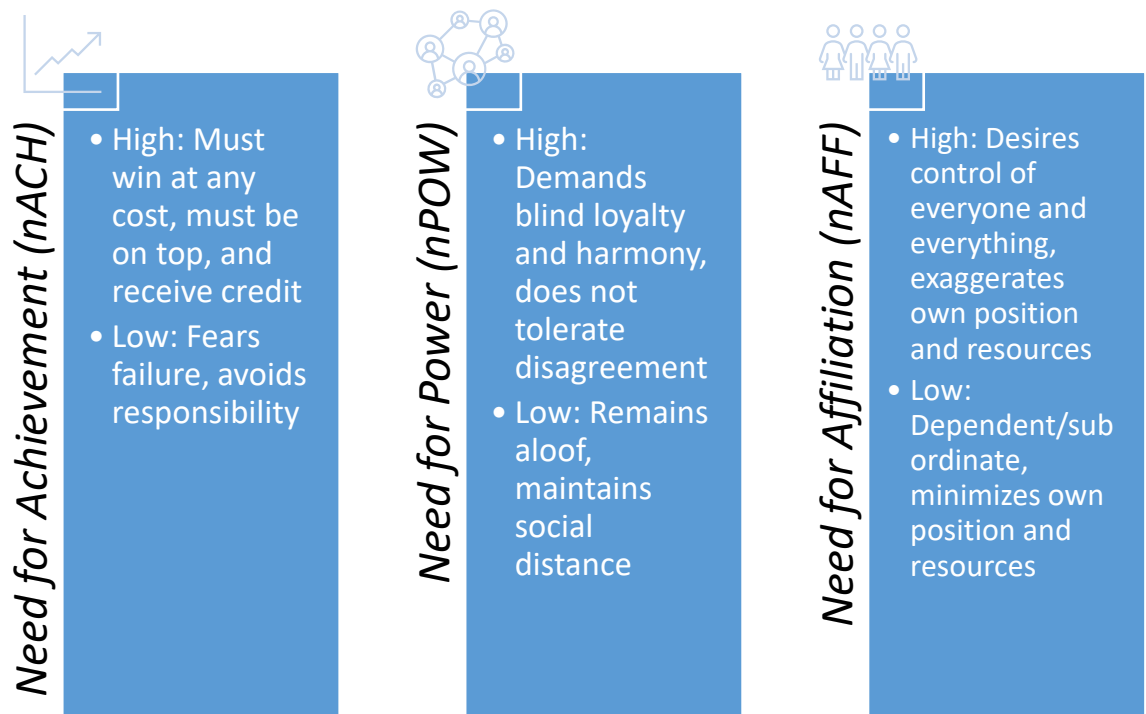 Need for Achievement (nACH)
• High: Must
win at any
cost, must be
on top, and
receive credit
• Low: Fears
failure, avoids
responsibility
Need for Power (nPOW)
• High:
Demands
blind loyalty
and harmony,
does not
tolerate
disagreement
• Low: Remains
aloof,
maintains
social
distance
Need for Affiliation (nAFF)
• High: Desires
control of
everyone and
everything,
exaggerates
own position
and resources
• Low:
Dependent/sub
ordinate,
minimizes own
position and
resources